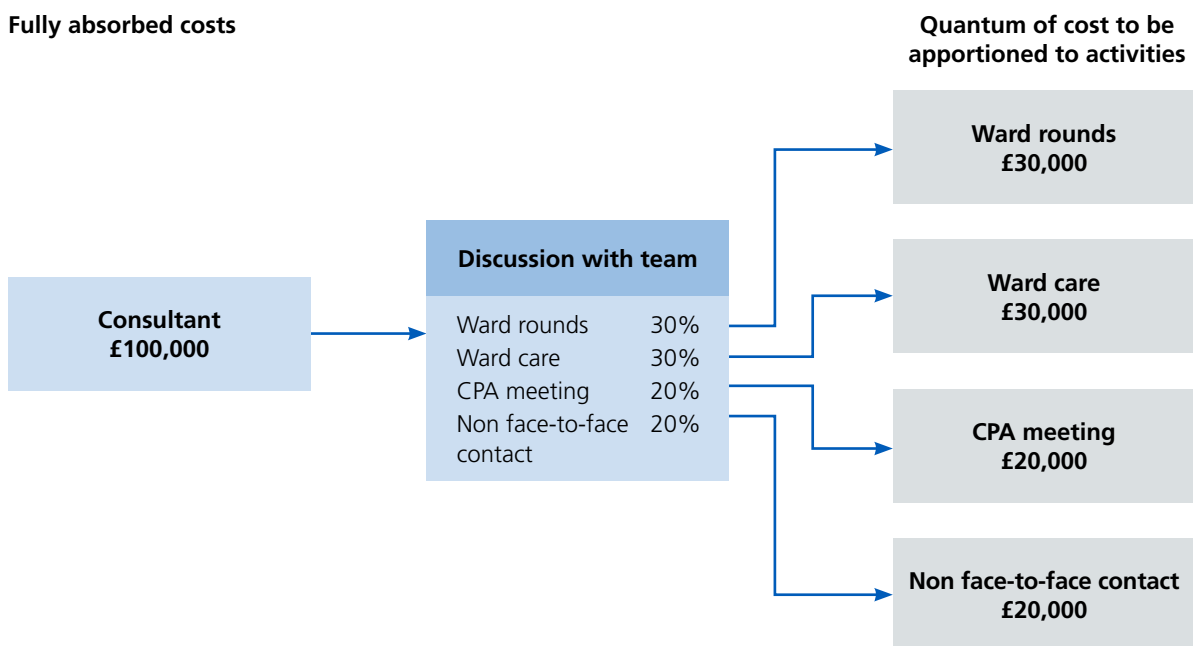 Fully absorbed costs
Quantum of cost to be
apportioned to activities
Consultant
£100,000
Discussion with team
Ward rounds 30%
Ward care 30%
CPA meeting 20%
Non face-to-face 20%
contact
Ward rounds
£30,000
Ward care
£30,000
CPA meeting
£20,000
Non face-to-face contact
£20,000